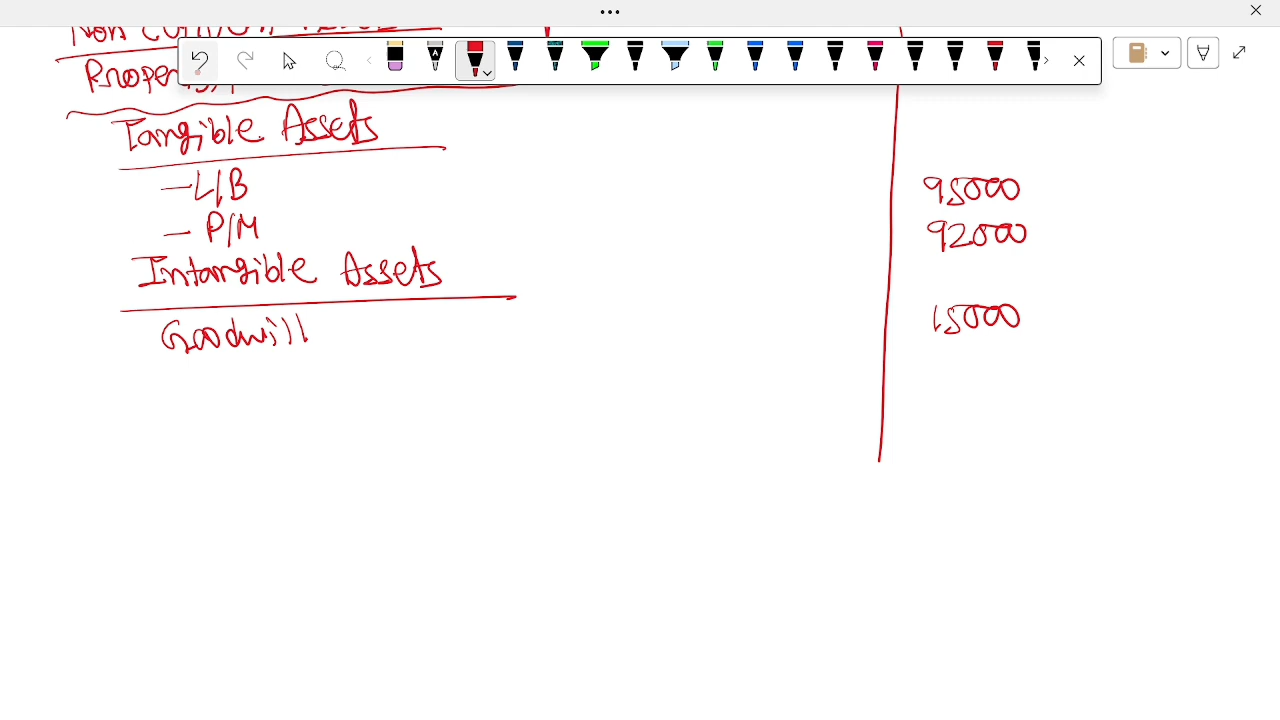 Tangible Assets
— L/B 95000
— P/M 92000
Intangible Assets
Goodwill 15000